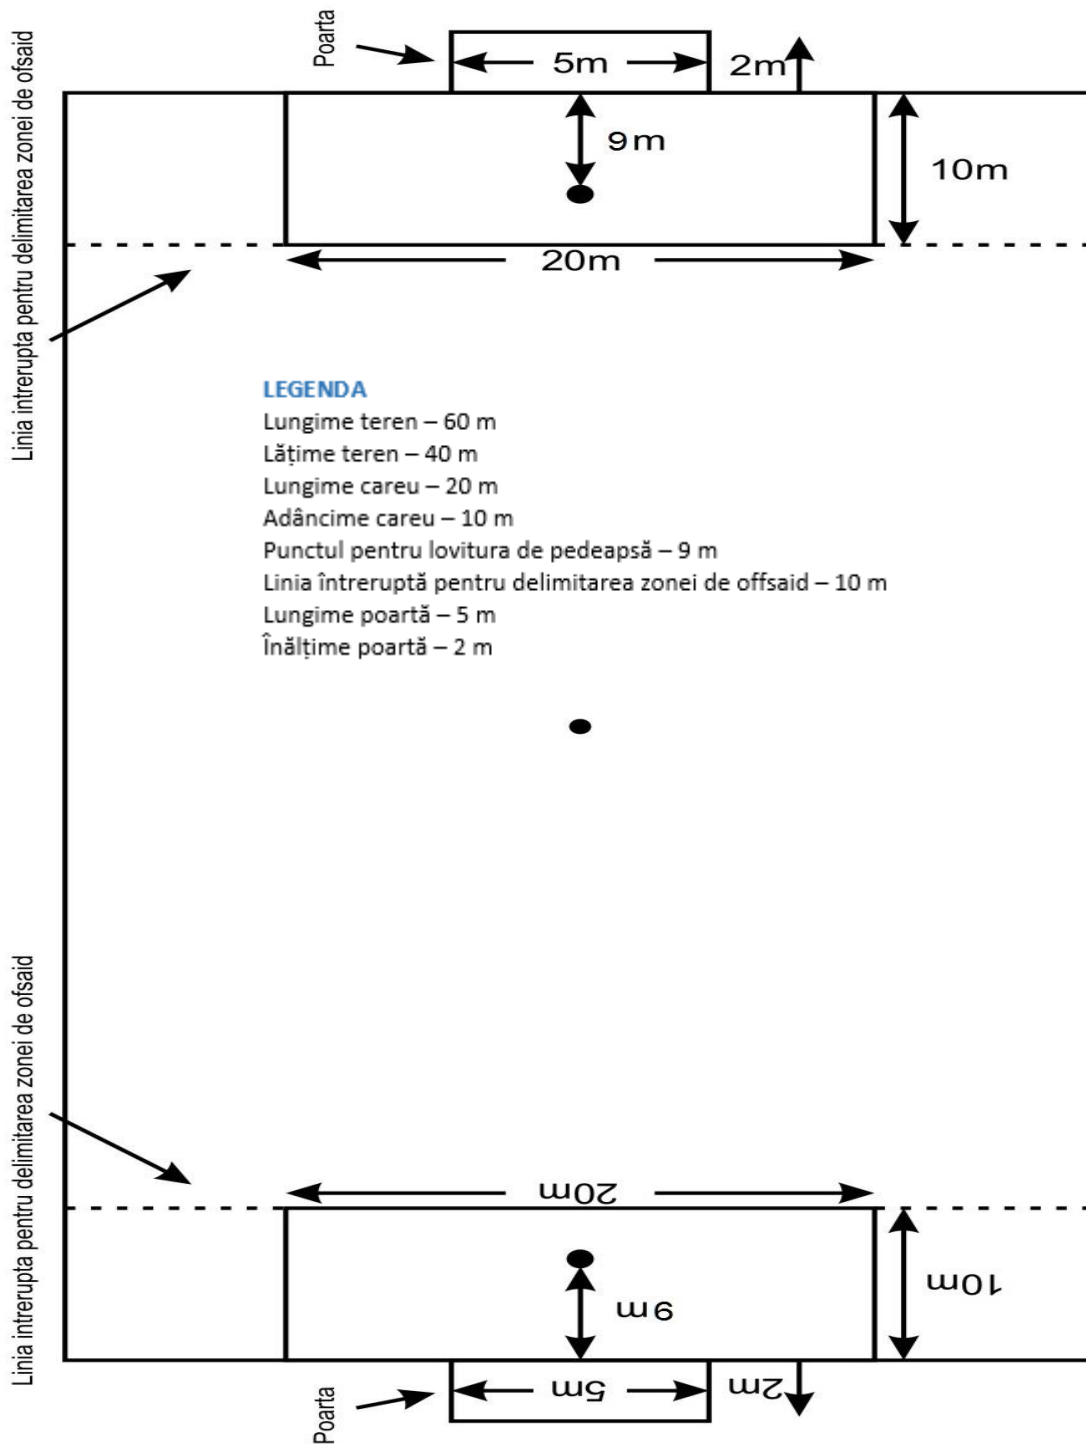 Poarta
5m
2m
Linia intrerupta pentru delimitarea zonei de ofsaid
9m
10m
20m
LEGENDA
Lungime teren – 60 m
Lățime teren – 40 m
Lungime careu – 20 m
Adâncime careu – 10 m
Punctul pentru lovitura de pedeapsă – 9 m
Linia întreruptă pentru delimitarea zonei de offsaid – 10 m
Lungime poartă – 5 m
Înălțime poartă – 2 m
Linia intrerupta pentru delimitarea zonei de ofsaid
20m
10m
9m
5m
2m
Poarta